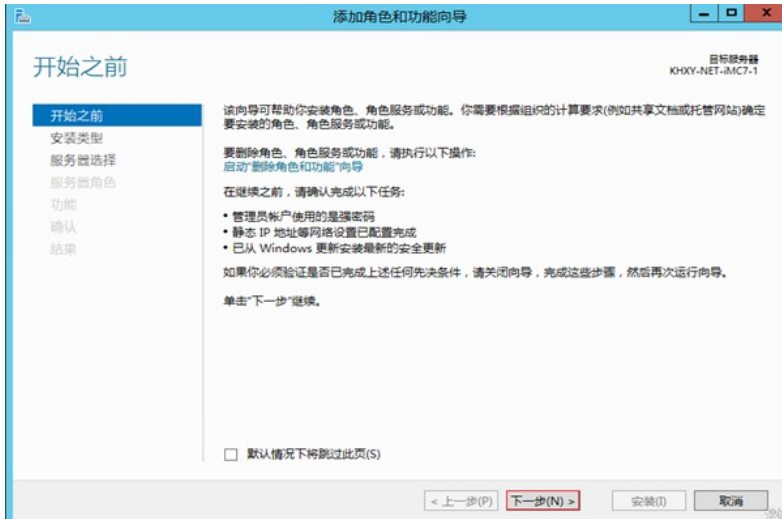 添加角色和功能向导
开始之前
目标服务器
KHXY-NET-iMC7-1
开始之前
安装类型
服务器选择
服务器角色
功能
确认
结果
该向导可帮助你安装角色、角色服务或功能。你需要根据组织的计算要求(例如共享文档或托管网站)确定
要安装的角色、角色服务或功能。
要删除角色、角色服务或功能，请执行以下操作:
启动"删除角色和功能"向导
在继续之前，请确认完成以下任务:
• 管理员帐户使用的是强密码
• 静态 IP 地址等网络设置已配置完成
• 已从 Windows 更新安装最新的安全更新
如果你必须验证是否已完成上述任何先决条件，请关闭向导，完成这些步骤，然后再次运行向导。
单击"下一步"继续。
默认情况下将跳过此页(S)
< 上一步(P) 下一步(N) > 安装(I) 取消